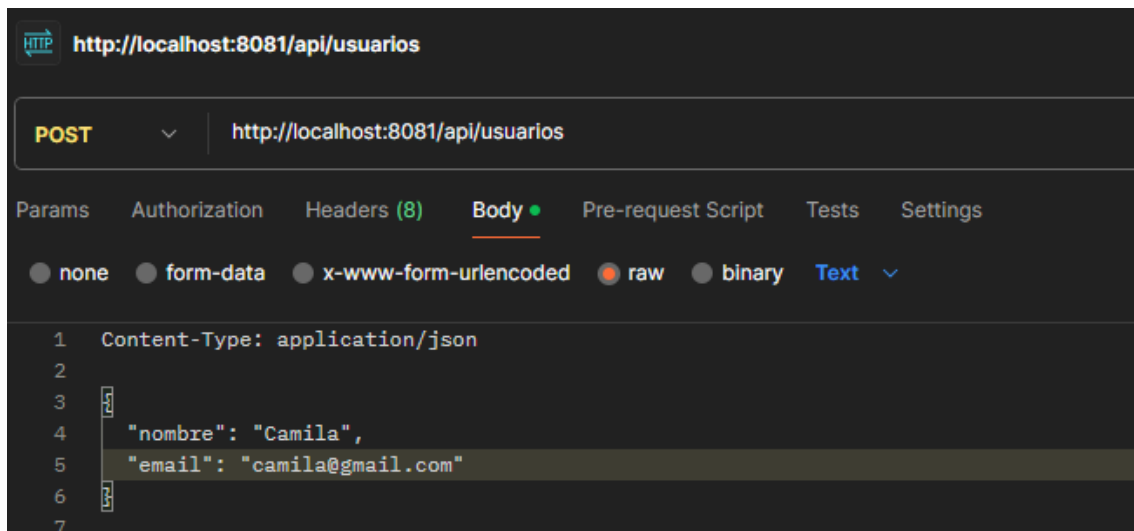 HTTP http://localhost:8081/api/usuarios
POST http://localhost:8081/api/usuarios
Params Authorization Headers (8) Body Pre-request Script Tests Settings
none form-data x-www-form-urlencoded raw binary Text
1 Content-Type: application/json
2
3 {
4 "nombre": "Camila",
5 "email": "camila@gmail.com"
6 }
7